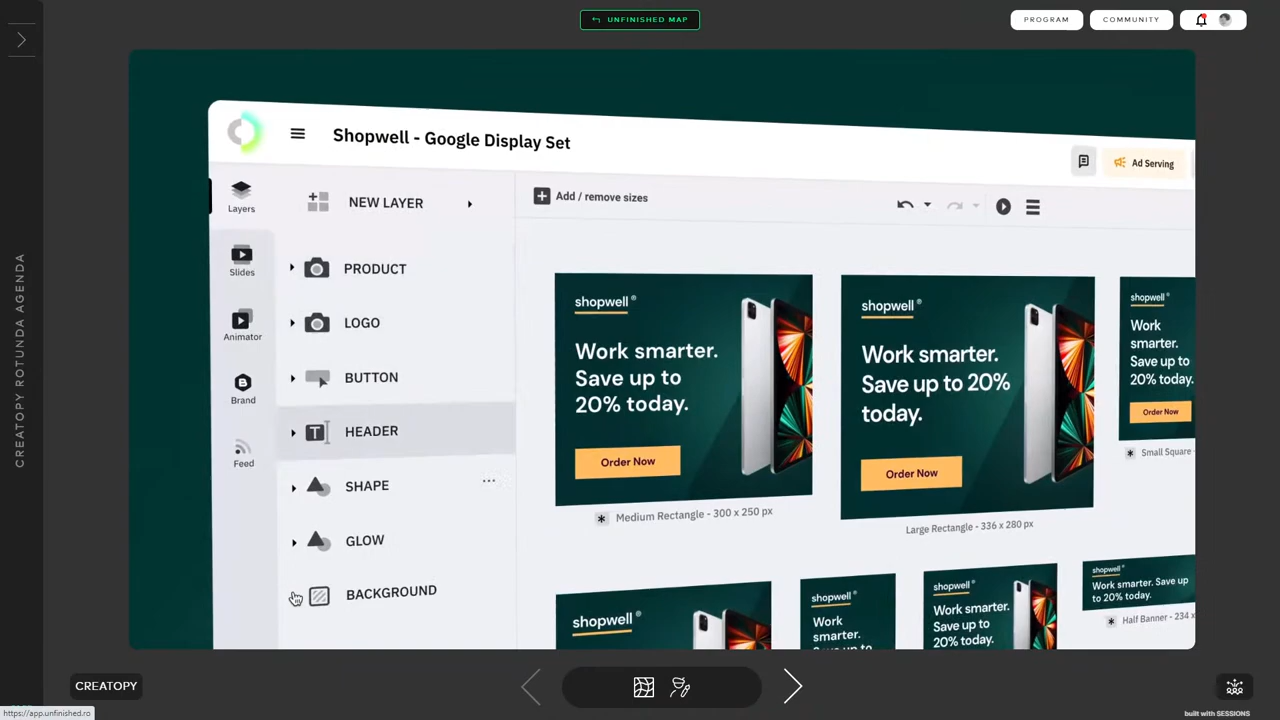 UNFINISHED MAP
PROGRAM
COMMUNITY
CREATOPY ROTUNDA AGENDA
Shopwell - Google Display Set
Ad Serving
Layers
Slides
Animator
Brand
Feed
NEW LAYER
PRODUCT
LOGO
BUTTON
HEADER
SHAPE
GLOW
BACKGROUND
Add / remove sizes
shopwell®
Work smarter.
Save up to
20% today.
Order Now
Medium Rectangle - 300 x 250 px
shopwell®
Work smarter.
Save up to 20%
today.
Order Now
Large Rectangle - 336 x 280 px
shopwell®
Work
smarter.
Save up to
20% today.
Order Now
Small Square -
shopwell®
shopwell®
Work
smarter.
Save up to
shopwell®
Work
smarter.
Save up to
20% today.
shopwell®
Work smarter. Save up
to 20% today.
Half Banner - 234 x
CREATOPY
https://app.unfinished.ro
built with SESSIONS